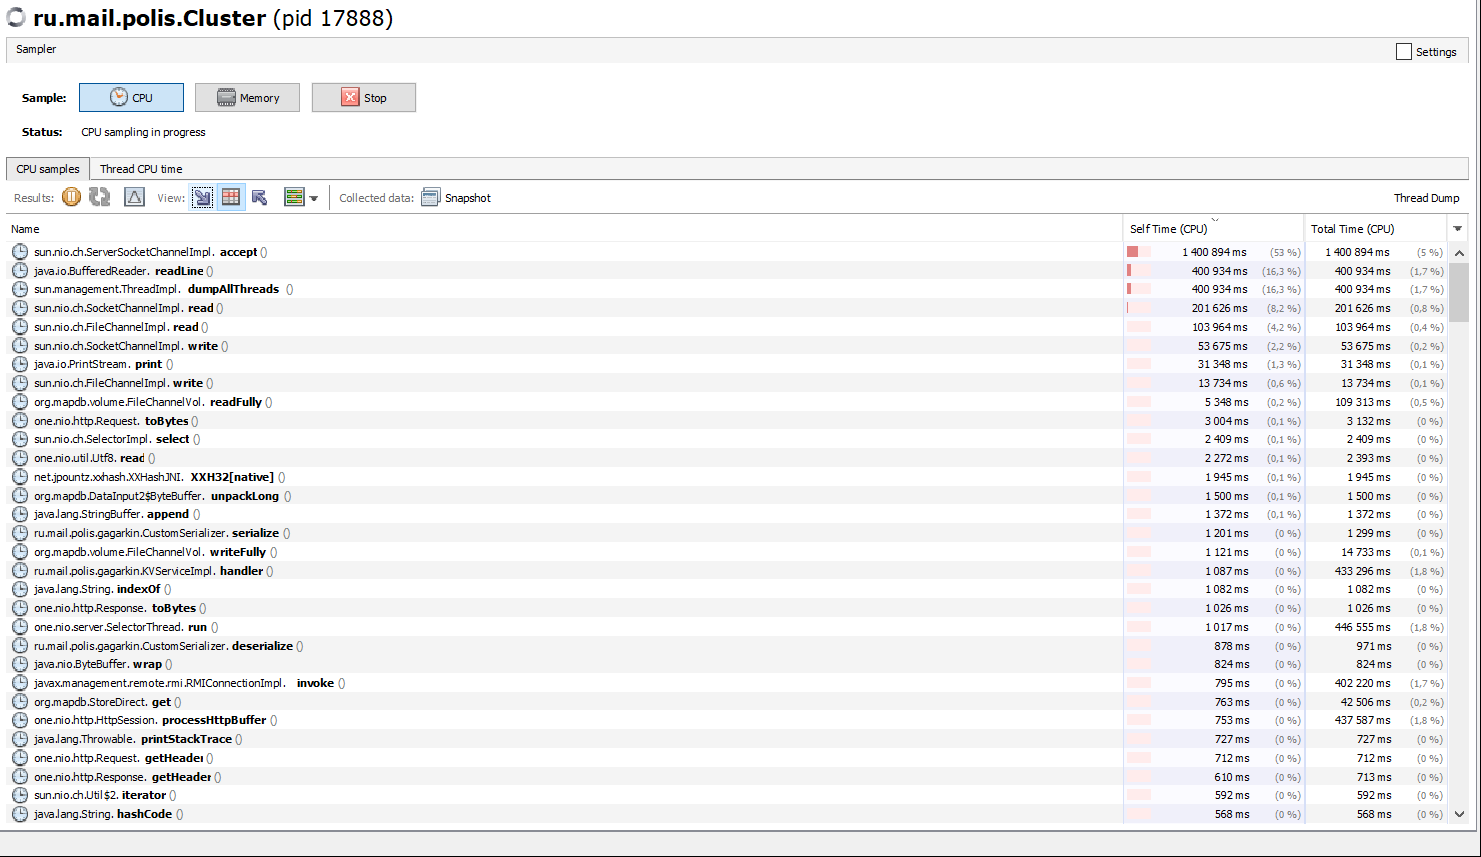 ru.mail.polis.Cluster (pid 17888)
Sampler
Settings
Sample: CPU Memory Stop
Status: CPU sampling in progress
CPU samples Thread CPU time
Results: View: Collected data: Snapshot Thread Dump
Name Self Time (CPU) Total Time (CPU)
sun.nio.ch.ServerSocketChannelImpl.accept () 1 400 894 ms (53 %) 1 400 894 ms (5 %)
java.io.BufferedReader.readLine () 400 934 ms (16,3 %) 400 934 ms (1,7 %)
sun.management.ThreadImpl.dumpAllThreads () 400 934 ms (16,3 %) 400 934 ms (1,7 %)
sun.nio.ch.SocketChannelImpl.read () 201 626 ms (8,2 %) 201 626 ms (0,8 %)
sun.nio.ch.FileChannelImpl.read () 103 964 ms (4,2 %) 103 964 ms (0,4 %)
sun.nio.ch.SocketChannelImpl.write () 53 675 ms (2,2 %) 53 675 ms (0,2 %)
java.io.PrintStream.print () 31 348 ms (1,3 %) 31 348 ms (0,1 %)
sun.nio.ch.FileChannelImpl.write () 13 734 ms (0,6 %) 13 734 ms (0,1 %)
org.mapdb.volume.FileChannelVol.readFully () 5 348 ms (0,2 %) 109 313 ms (0,5 %)
one.nio.http.Request.toBytes () 3 004 ms (0,1 %) 3 132 ms (0 %)
sun.nio.ch.SelectorImpl.select () 2 409 ms (0,1 %) 2 409 ms (0 %)
one.nio.util.Utf8.read () 2 272 ms (0,1 %) 2 393 ms (0 %)
net.jpountz.xxhash.XXHashJNI.XXH32[native] () 1 945 ms (0,1 %) 1 945 ms (0 %)
org.mapdb.DataInput2$ByteBuffer.unpackLong () 1 500 ms (0,1 %) 1 500 ms (0 %)
java.lang.StringBuffer.append () 1 372 ms (0,1 %) 1 372 ms (0 %)
ru.mail.polis.gagarkin.CustomSerializer.serialize () 1 201 ms (0 %) 1 299 ms (0 %)
org.mapdb.volume.FileChannelVol.writeFully () 1 121 ms (0 %) 14 733 ms (0,1 %)
ru.mail.polis.gagarkin.KVServiceImpl.handler () 1 087 ms (0 %) 433 296 ms (1,8 %)
java.lang.String.indexOf () 1 082 ms (0 %) 1 082 ms (0 %)
one.nio.http.Response.toBytes () 1 026 ms (0 %) 1 026 ms (0 %)
one.nio.server.SelectorThread.run () 1 017 ms (0 %) 446 555 ms (1,8 %)
ru.mail.polis.gagarkin.CustomSerializer.deserialize () 878 ms (0 %) 971 ms (0 %)
java.nio.ByteBuffer.wrap () 824 ms (0 %) 824 ms (0 %)
javax.management.remote.rmi.RMIConnectionImpl.invoke () 795 ms (0 %) 402 220 ms (1,7 %)
org.mapdb.StoreDirect.get () 763 ms (0 %) 42 506 ms (0,2 %)
one.nio.http.HttpSession.processHttpBuffer () 753 ms (0 %) 437 587 ms (1,8 %)
java.lang.Throwable.printStackTrace () 727 ms (0 %) 727 ms (0 %)
one.nio.http.Request.getHeader () 712 ms (0 %) 712 ms (0 %)
one.nio.http.Response.getHeader () 610 ms (0 %) 713 ms (0 %)
sun.nio.ch.Util$2.iterator () 592 ms (0 %) 592 ms (0 %)
java.lang.String.hashCode () 568 ms (0 %) 568 ms (0 %)